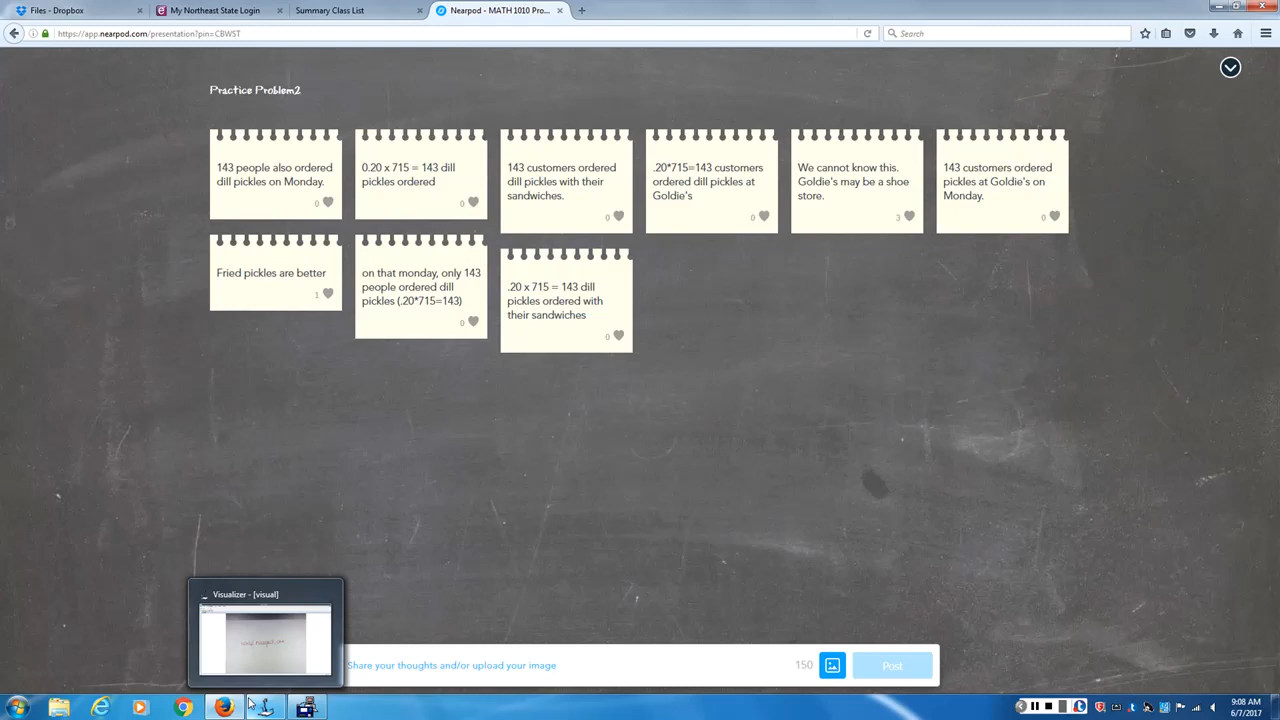 Files - Dropbox
My Northeast State Login
Summary Class List
Nearpod - MATH 1010 Pro...
https://app.nearpod.com/presentation?pin=CBWST
Search
Practice Problem2
143 people also ordered
dill pickles on Monday.
0
0.20 x 715 = 143 dill
pickles ordered
0
143 customers ordered
dill pickles with their
sandwiches.
0
.20*715=143 customers
ordered dill pickles at
Goldie's
0
We cannot know this.
Goldie's may be a shoe
store.
3
143 customers ordered
pickles at Goldie's on
Monday.
0
Fried pickles are better
1
on that monday, only 143
people ordered dill
pickles (.20*715=143)
0
.20 x 715 = 143 dill
pickles ordered with
their sandwiches
0
Visualizer - [visual]
Share your thoughts and/or upload your image
150
Post
9:08 AM
6/7/2017